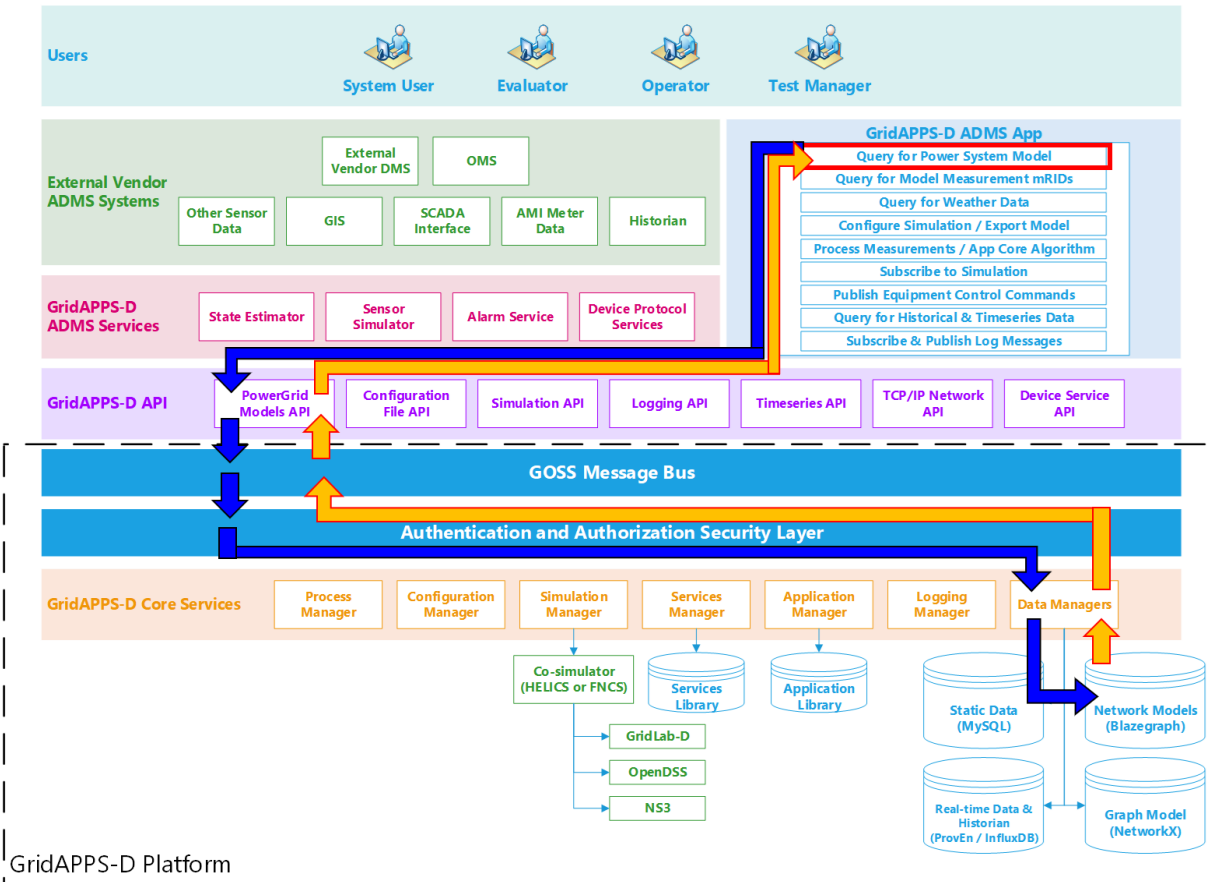 Users
System User
Evaluator
Operator
Test Manager
External Vendor
ADMS Systems
External
Vendor DMS
OMS
Other Sensor
Data
GIS
SCADA
Interface
AMI Meter
Data
Historian
GridAPPS-D ADMS App
Query for Power System Model
Query for Model Measurement mRIDs
Query for Weather Data
Configure Simulation / Export Model
Process Measurements / App Core Algorithm
Subscribe to Simulation
Publish Equipment Control Commands
Query for Historical & Timeseries Data
Subscribe & Publish Log Messages
GridAPPS-D
ADMS Services
State Estimator
Sensor
Simulator
Alarm Service
Device Protocol
Services
GridAPPS-D API
PowerGrid
Models API
Configuration
File API
Simulation API
Logging API
Timeseries API
TCP/IP Network
API
Device Service
API
GOSS Message Bus
Authentication and Authorization Security Layer
GridAPPS-D Core Services
Process
Manager
Configuration
Manager
Simulation
Manager
Services
Manager
Application
Manager
Logging
Manager
Data Managers
Co-simulator
(HELICS or FNCS)
Services
Library
Application
Library
Static Data
(MySQL)
Network Models
(Blazegraph)
GridLab-D
OpenDSS
NS3
Real-time Data &
Historian
(ProvEn / InfluxDB)
Graph Model
(NetworkX)
GridAPPS-D Platform